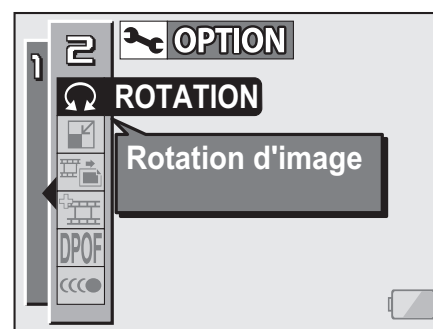 1
2
OPTION
ROTATION
Rotation d'image
DPOF